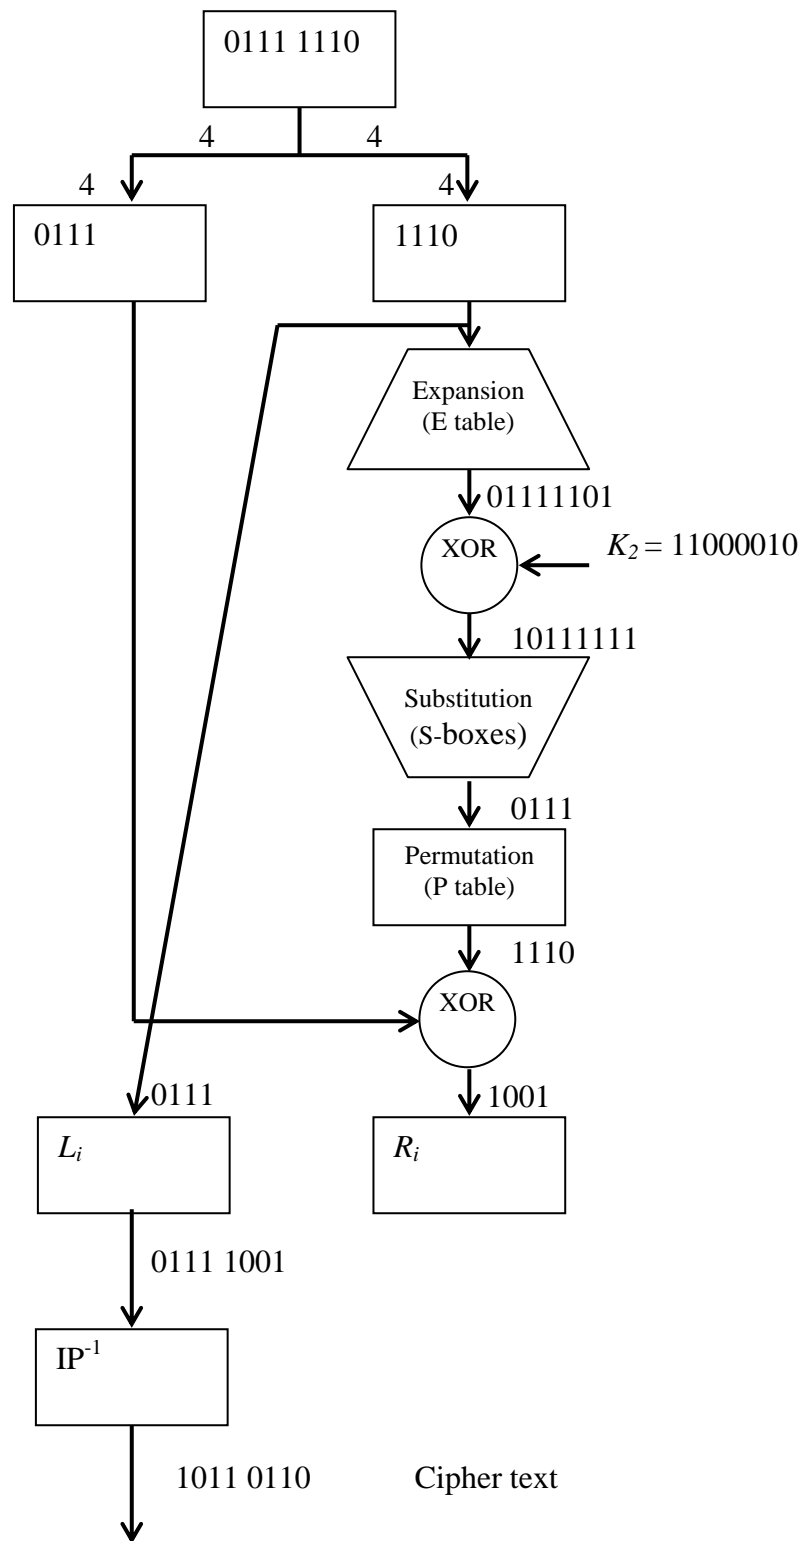 0111 1110
4 4
4 4
0111 1110
Expansion
(E table)
01111101
XOR K₂ = 11000010
10111111
Substitution
(S-boxes)
0111
Permutation
(P table)
1110
XOR
0111 1001
Lᵢ Rᵢ
0111 1001
IP⁻¹
1011 0110 Cipher text